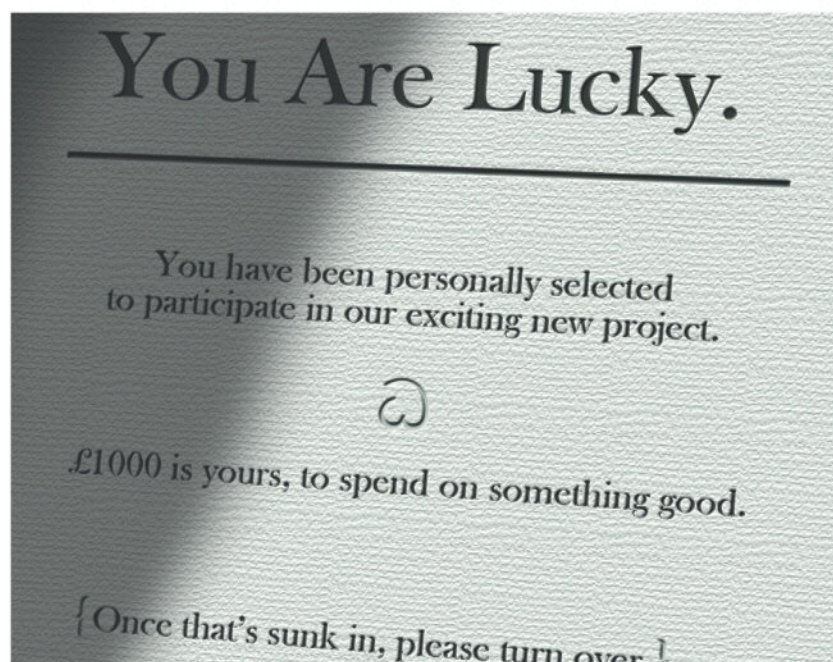 You Are Lucky.
You have been personally selected
to participate in our exciting new project.
£1000 is yours, to spend on something good.
{Once that's sunk in, please turn over.}